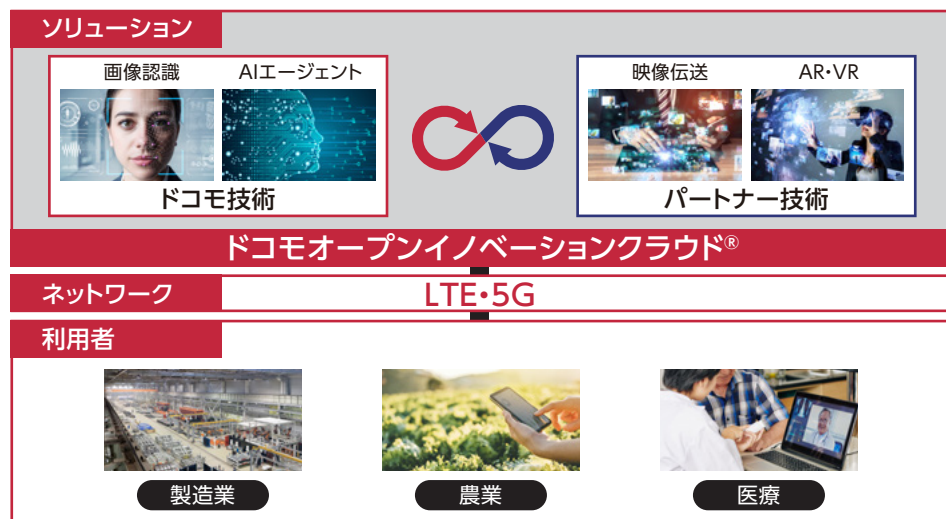 ソリューション
画像認識
AIエージェント
映像伝送
AR・VR
ドコモ技術
パートナー技術
ドコモオープンイノベーションクラウド®
ネットワーク
LTE・5G
利用者
製造業
農業
医療